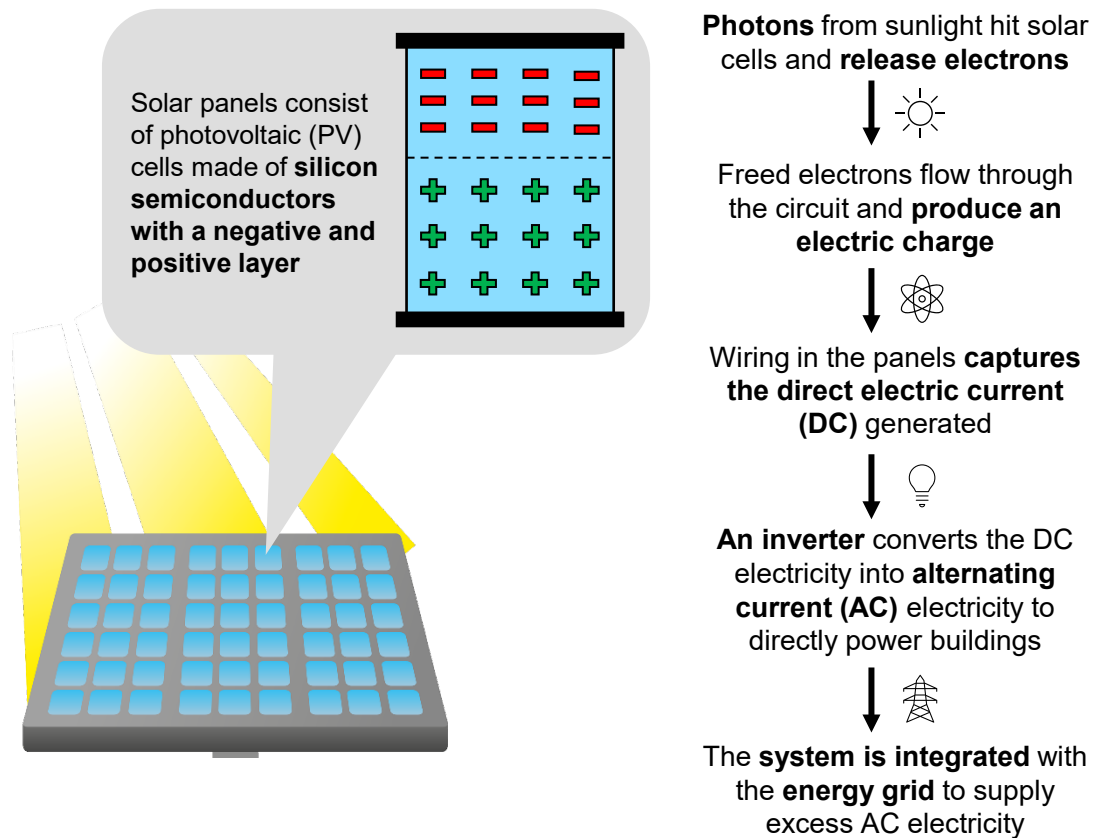 Solar panels consist
of photovoltaic (PV)
cells made of silicon
semiconductors
with a negative and
positive layer
Photons from sunlight hit solar
cells and release electrons
Freed electrons flow through
the circuit and produce an
electric charge
Wiring in the panels captures
the direct electric current
(DC) generated
An inverter converts the DC
electricity into alternating
current (AC) electricity to
directly power buildings
The system is integrated with
the energy grid to supply
excess AC electricity